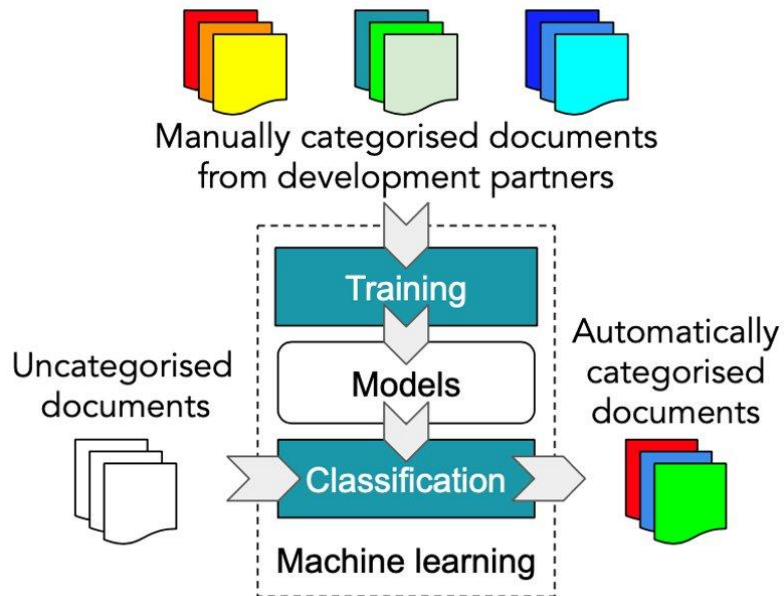 Manually categorised documents
from development partners
Training
Uncategorised
documents
Models
Automatically
categorised
documents
Classification
Machine learning